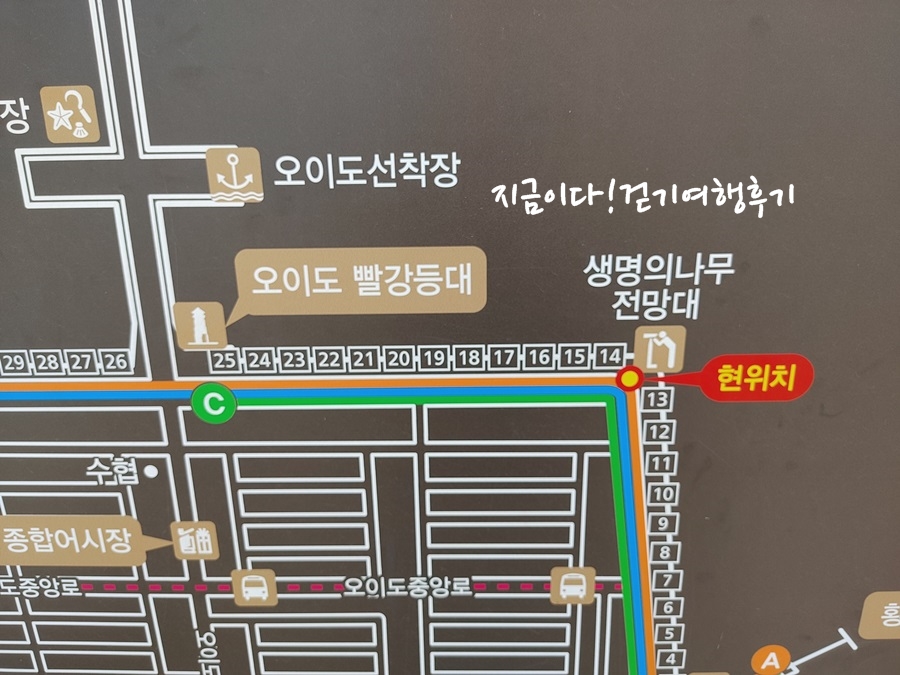 장
오이도선착장
지금이다!걷기여행후기
생명의나무
전망대
오이도 빨강등대
29 28 27 26
25 24 23 22 21 20 19 18 17 16 15 14
현위치
13
C
12
수협
11
10
9
종합어시장
8
도중앙로
오이도중앙로
7
6
오이도
5
4
A